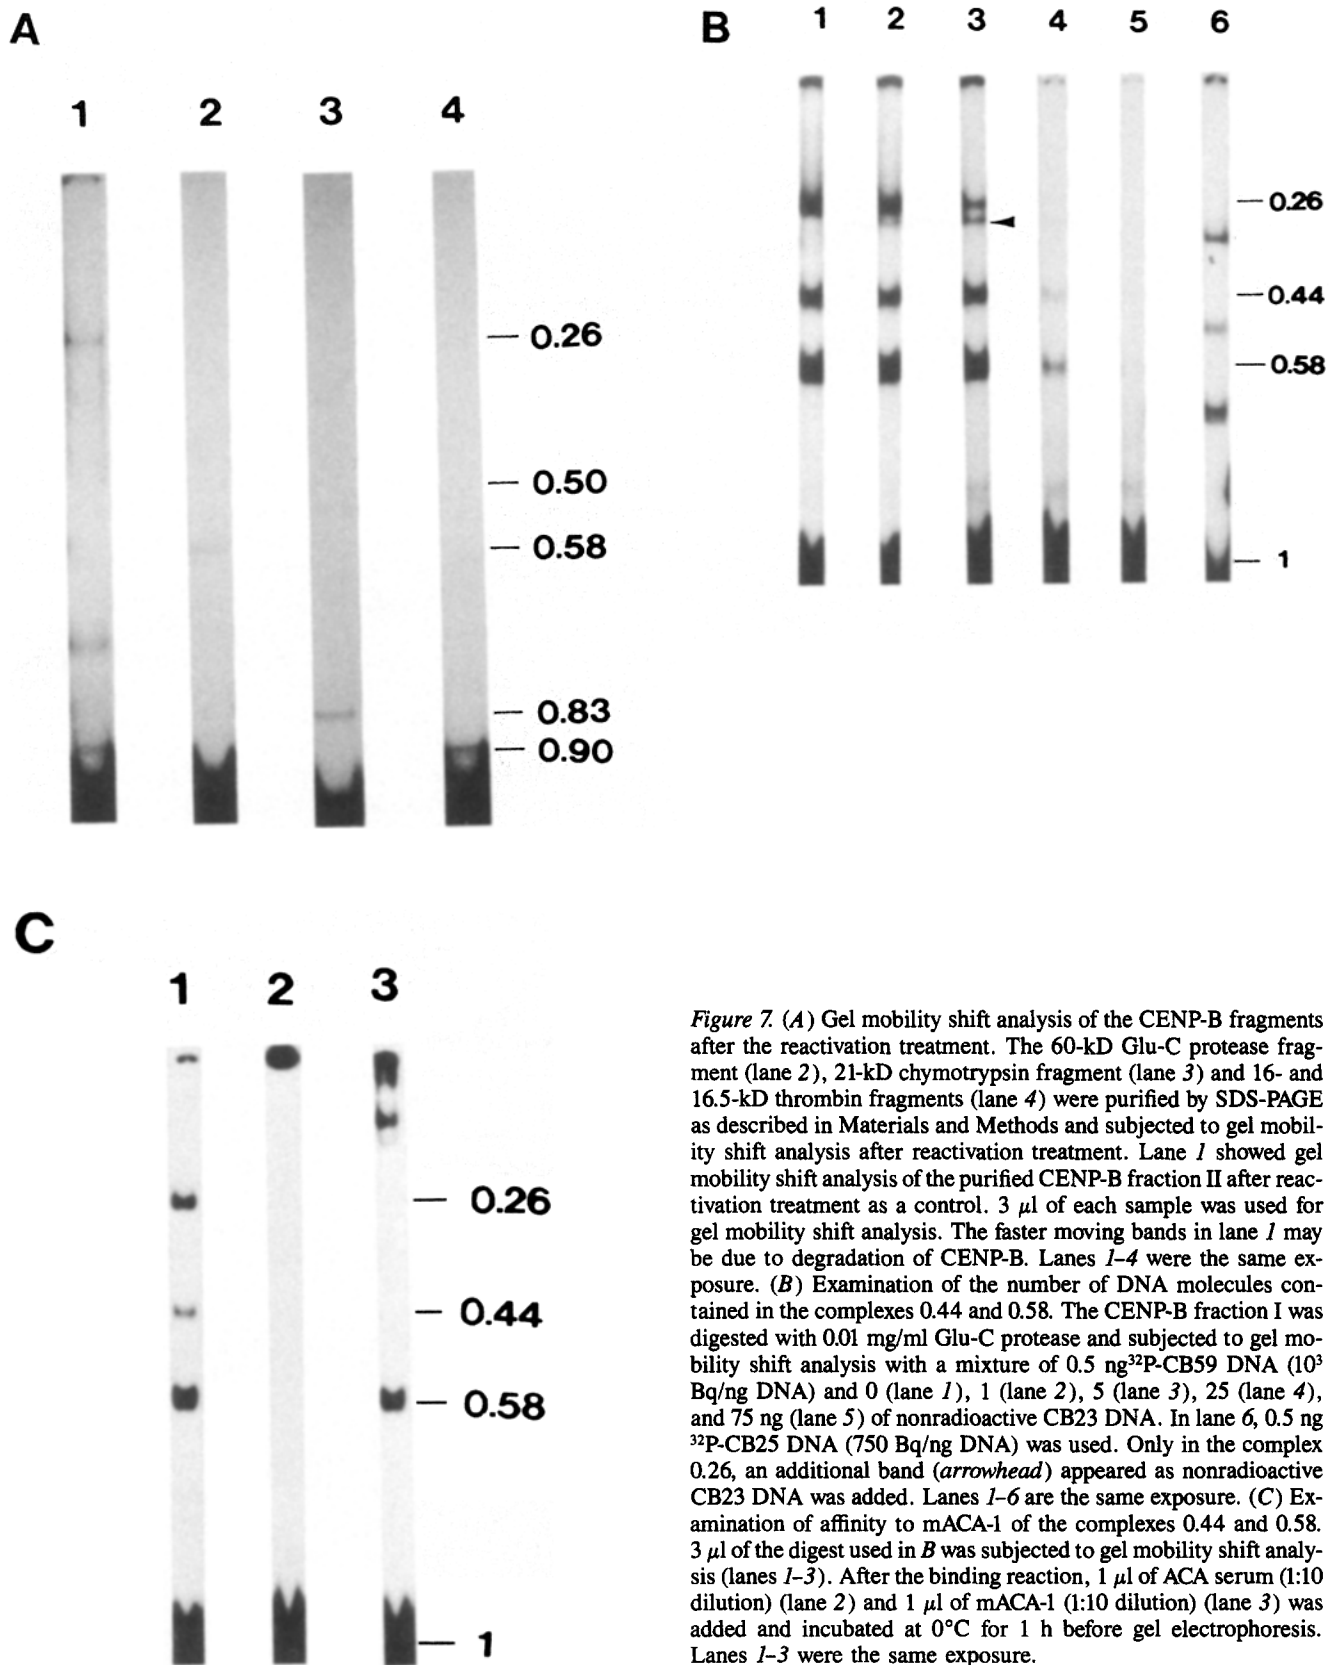 A
1 2 3 4
0.26
0.50
0.58
0.83
0.90
B
1 2 3 4 5 6
0.26
0.44
0.58
1
C
1 2 3
0.26
0.44
0.58
1
Figure 7. (A) Gel mobility shift analysis of the CENP-B fragments
after the reactivation treatment. The 60-kD Glu-C protease frag-
ment (lane 2), 21-kD chymotrypsin fragment (lane 3) and 16- and
16.5-kD thrombin fragments (lane 4) were purified by SDS-PAGE
as described in Materials and Methods and subjected to gel mobil-
ity shift analysis after reactivation treatment. Lane 1 showed gel
mobility shift analysis of the purified CENP-B fraction II after reac-
tivation treatment as a control. 3 μl of each sample was used for
gel mobility shift analysis. The faster moving bands in lane 1 may
be due to degradation of CENP-B. Lanes 1–4 were the same ex-
posure. (B) Examination of the number of DNA molecules con-
tained in the complexes 0.44 and 0.58. The CENP-B fraction I was
digested with 0.01 mg/ml Glu-C protease and subjected to gel mo-
bility shift analysis with a mixture of 0.5 ng³²P-CB59 DNA (10³
Bq/ng DNA) and 0 (lane 1), 1 (lane 2), 5 (lane 3), 25 (lane 4),
and 75 ng (lane 5) of nonradioactive CB23 DNA. In lane 6, 0.5 ng
³²P-CB25 DNA (750 Bq/ng DNA) was used. Only in the complex
0.26, an additional band (arrowhead) appeared as nonradioactive
CB23 DNA was added. Lanes 1–6 are the same exposure. (C) Ex-
amination of affinity to mACA-1 of the complexes 0.44 and 0.58.
3 μl of the digest used in B was subjected to gel mobility shift analy-
sis (lanes 1–3). After the binding reaction, 1 μl of ACA serum (1:10
dilution) (lane 2) and 1 μl of mACA-1 (1:10 dilution) (lane 3) was
added and incubated at 0°C for 1 h before gel electrophoresis.
Lanes 1–3 were the same exposure.